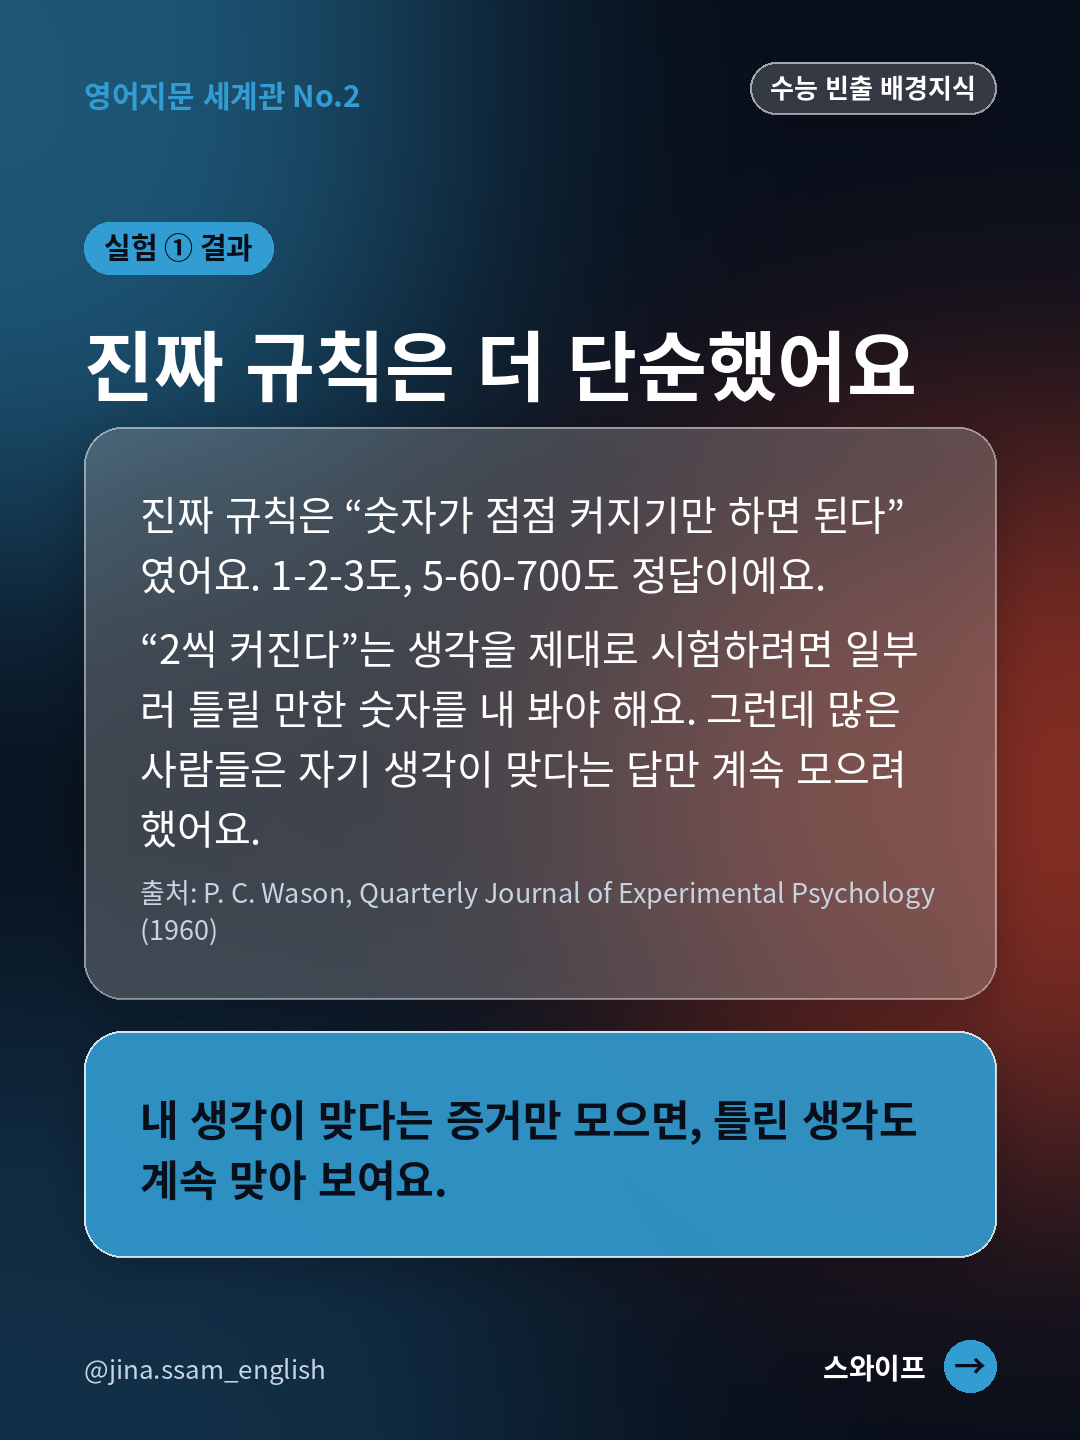 영어지문 세계관 No.2
수능 빈출 배경지식
실험 ① 결과
진짜 규칙은 더 단순했어요
진짜 규칙은 “숫자가 점점 커지기만 하면 된다”
였어요. 1-2-3도, 5-60-700도 정답이에요.
“2씩 커진다”는 생각을 제대로 시험하려면 일부
러 틀릴 만한 숫자를 내 봐야 해요. 그런데 많은
사람들은 자기 생각이 맞다는 답만 계속 모으려
했어요.
출처: P. C. Wason, Quarterly Journal of Experimental Psychology
(1960)
내 생각이 맞다는 증거만 모으면, 틀린 생각도
계속 맞아 보여요.
@jina.ssam_english
스와이프 →